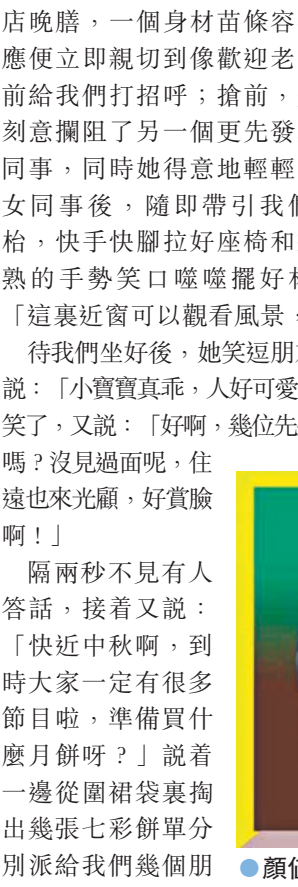 店晚膳，一個身材苗條容
應便立即親切到像歡迎老
前給我們打招呼；搶前，
刻意攔阻了另一個更先發
同事，同時她得意地輕輕
女同事後，隨即帶引我們
枱，快手快腳拉好座椅和
熟的手勢笑口噬噬擺好杯
「這裏近窗可以觀看風景，
待我們坐好後，她笑逗朋友
説：「小寶寶真乖，人好可愛
笑了，又説：「好啊，幾位先
嗎？沒見過面呢，住
遠也來光顧，好賞臉
啊！」
隔兩秒不見有人
答話，接着又説：
「快近中秋啊，到
時大家一定有很多
節目啦，準備買什
麼月餅呀？」説着
一邊從圍裙袋裏掏
出幾張七彩餅單分
別派給我們幾個朋
●顏值